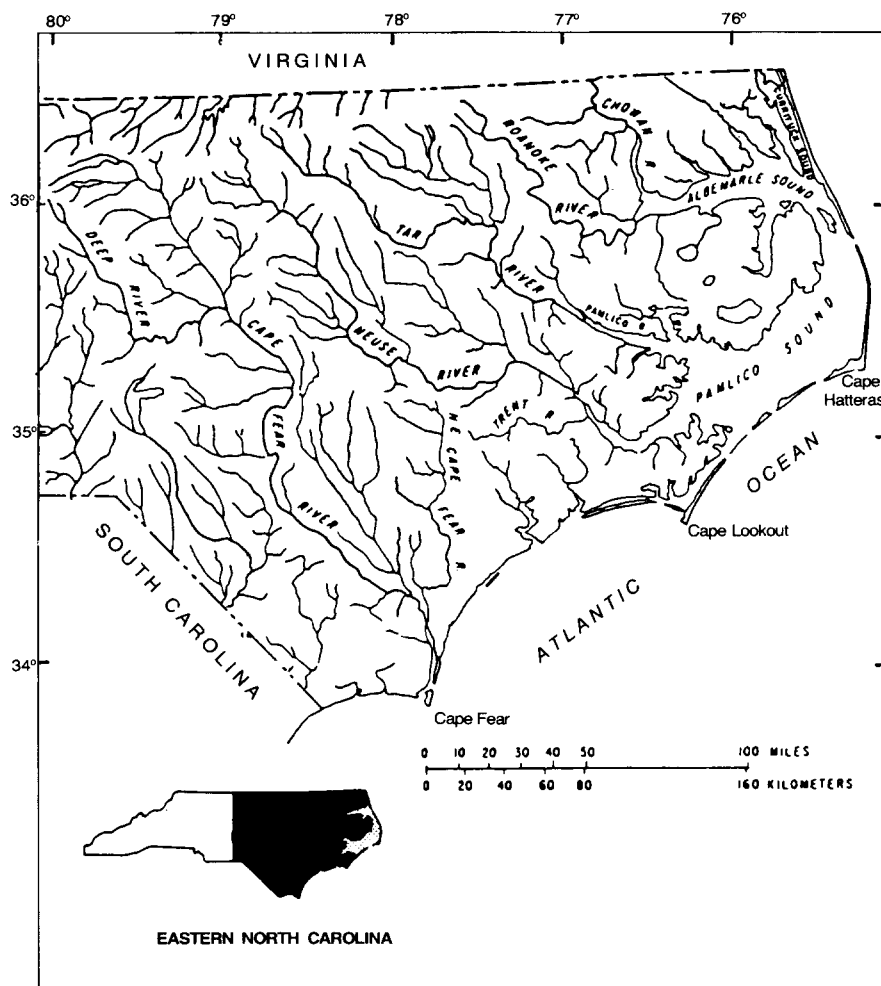 80° 79° 78° 77° 76°
VIRGINIA
CURRITUCK SOUND
CHOWAN R
ROANOKE RIVER
36°
ALBEMARLE SOUND
TAR RIVER
DEEP RIVER
PAMLICO R
CAPE FEAR RIVER
NEUSE RIVER
PAMLICO SOUND
Cape Hatteras
TRENT R
N E CAPE FEAR R
35°
OCEAN
Cape Lookout
SOUTH CAROLINA
ATLANTIC
34°
Cape Fear
0 10 20 30 40 50 100 MILES
0 20 40 60 80 160 KILOMETERS
EASTERN NORTH CAROLINA